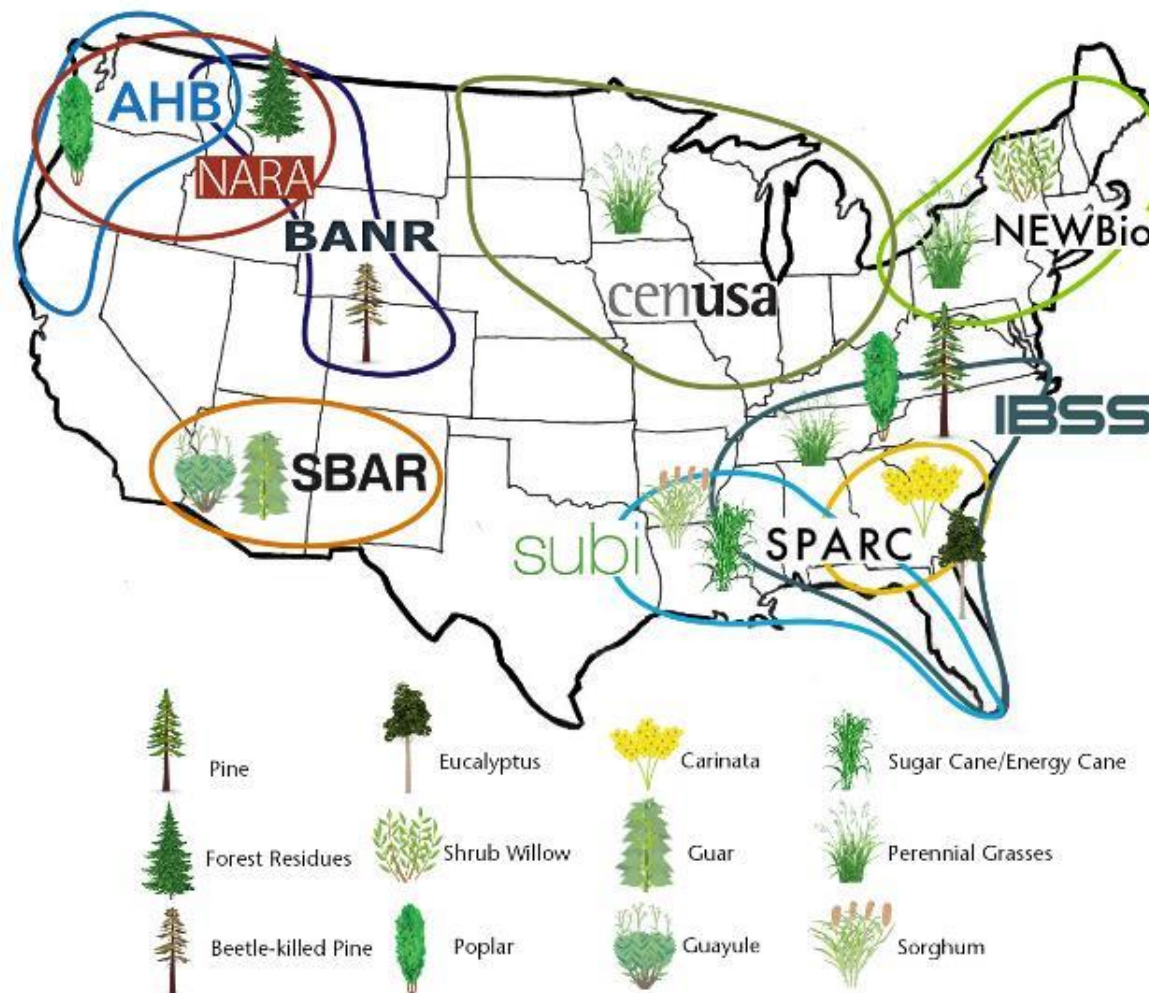 AHB
NARA
BANR
cenusa
NEWBio
IBSS
SBAR
subi
SPARC
Pine
Eucalyptus
Carinata
Sugar Cane/Energy Cane
Forest Residues
Shrub Willow
Guar
Perennial Grasses
Beetle-killed Pine
Poplar
Guayule
Sorghum